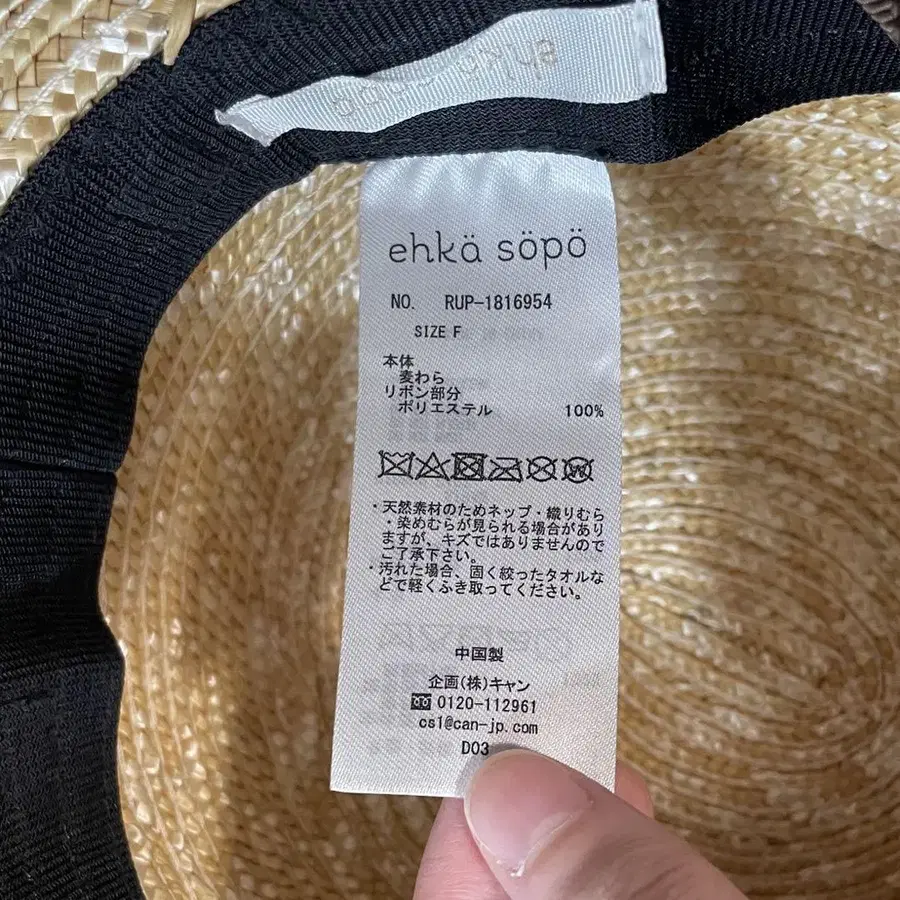 ehkä söpö
ehkä söpö
NO. RUP-1816954
SIZE F
本体
麦わら
リボン部分
ポリエステル 100%
・天然素材のためネップ・織りむら
・染めむらが見られる場合があり
ますが、キズではありませんので
ご了承下さい。
・汚れた場合、固く絞ったタオルな
どで軽くふき取ってください。
中国製
企画(株)キャン
0120-112961
cs1@can-jp.com
D03